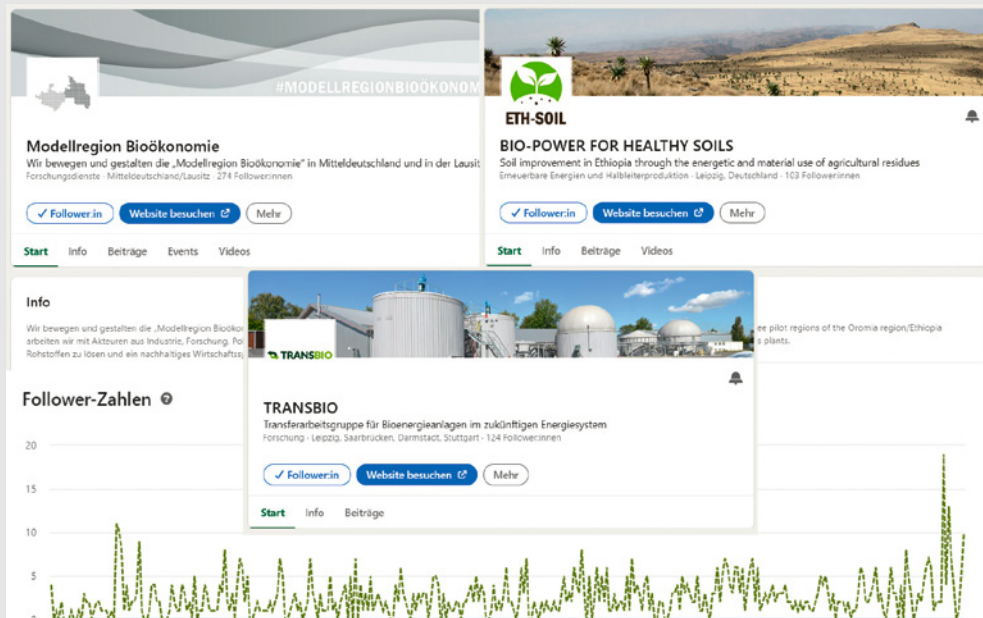 #MODELLREGIONBIOÖKONOM
Modellregion Bioökonomie
Wir bewegen und gestalten die „Modellregion Bioökonomie" in Mitteldeutschland und in der Lausit
Forschungsdienste · Mitteldeutschland/Lausitz · 274 Follower:innen
✓ Follower:in
Website besuchen
Mehr
Start Info Beiträge Events Videos
ETH-SOIL
BIO-POWER FOR HEALTHY SOILS
Soil improvement in Ethiopia through the energetic and material use of agricultural residues
Erneuerbare Energien und Halbleiterproduktion · Leipzig, Deutschland · 103 Follower:innen
✓ Follower:in
Website besuchen
Mehr
Start Info Beiträge Videos
Info
Wir bewegen und gestalten die „Modellregion Bioökon
arbeiten wir mit Akteuren aus Industrie, Forschung, Po
Rohstoffen zu lösen und ein nachhaltiges Wirtschafts
ee pilot regions of the Oromia region/Ethiopia
s plants.
TRANSBIO
TRANSBIO
Transferarbeitsgruppe für Bioenergieanlagen im zukünftigen Energiesystem
Forschung · Leipzig, Saarbrücken, Darmstadt, Stuttgart · 124 Follower:innen
✓ Follower:in
Website besuchen
Mehr
Start Info Beiträge
Follower-Zahlen
20
15
10
5
0